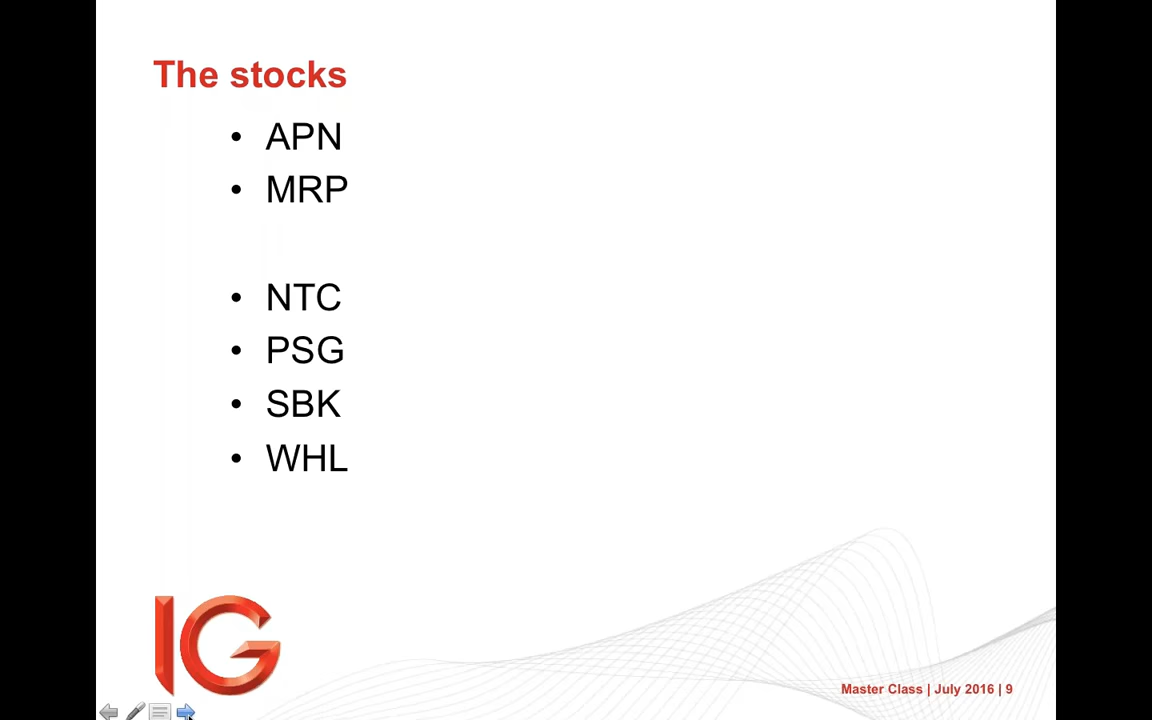 The stocks
• APN
• MRP
• NTC
• PSG
• SBK
• WHL
IG
Master Class | July 2016 | 9